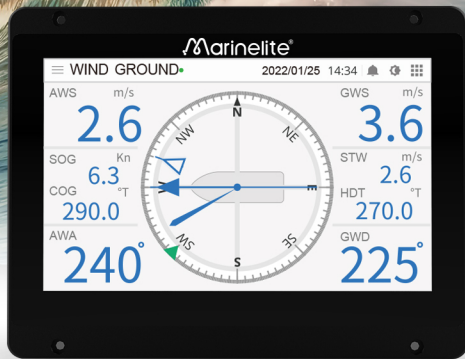 Marinelite®
WIND GROUND
2022/01/25 14:34
AWS m/s
2.6
GWS m/s
3.6
SOG Kn
6.3
COG °T
290.0
STW m/s
2.6
HDT °T
270.0
AWA
240°
GWD
225°
N
NE
E
SE
S
SW
NW